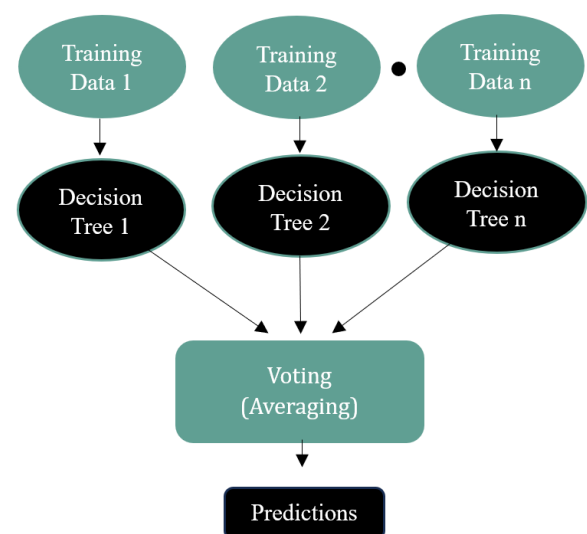 Training
Data 1
Training
Data 2
Training
Data n
Decision
Tree 1
Decision
Tree 2
Decision
Tree n
Voting
(Averaging)
Predictions